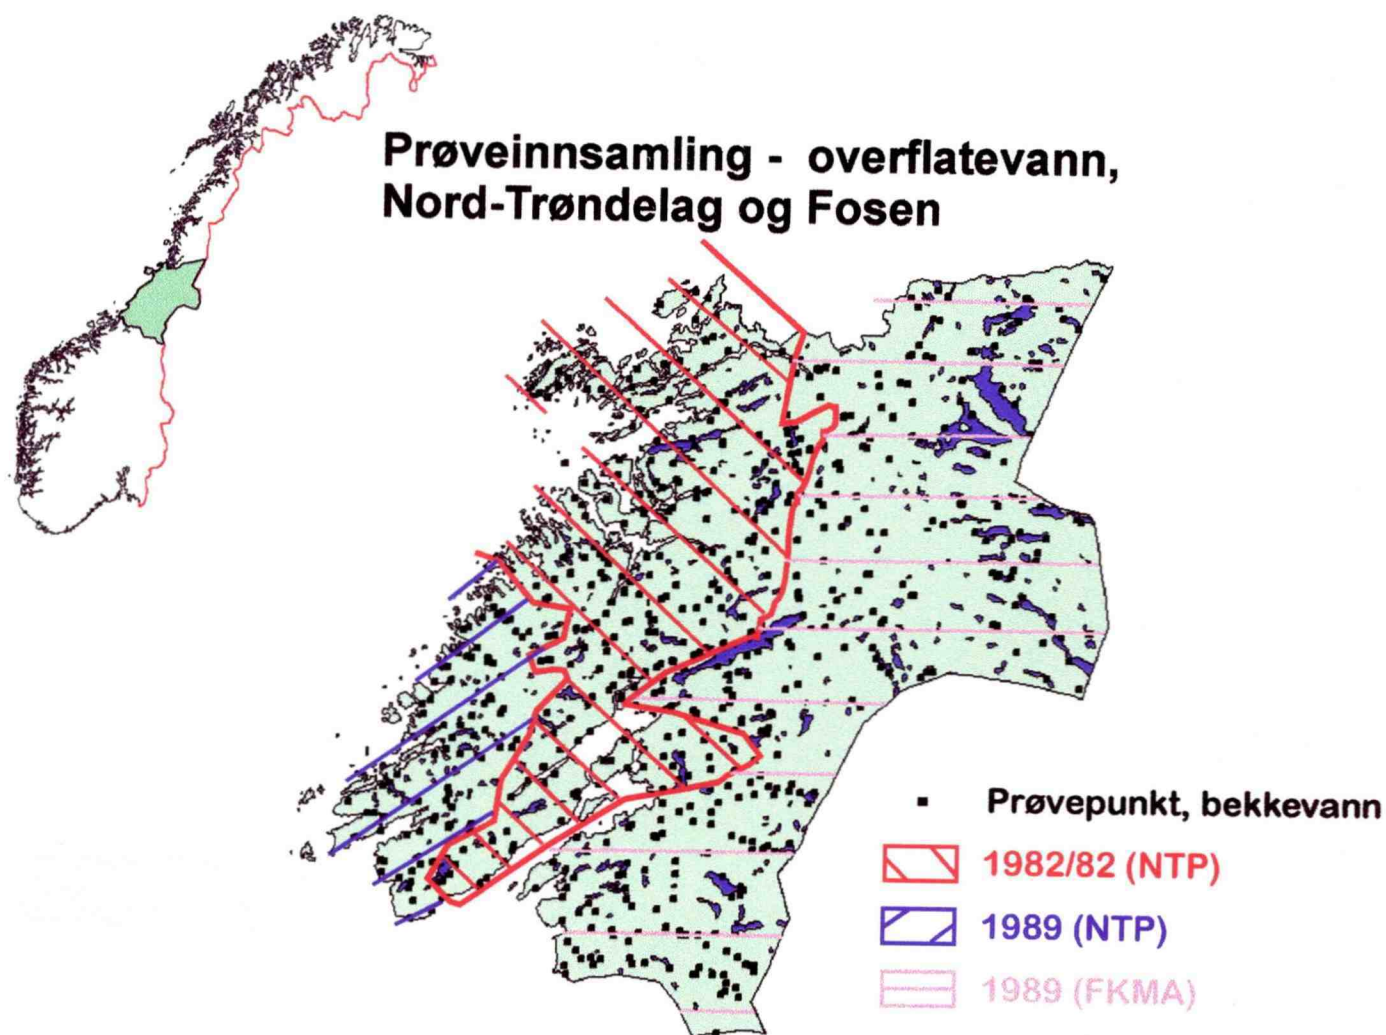 Prøveinnsamling - overflatevann,
Nord-Trøndelag og Fosen
Prøvepunkt, bekkevann
1982/82 (NTP)
1989 (NTP)
1989 (FKMA)